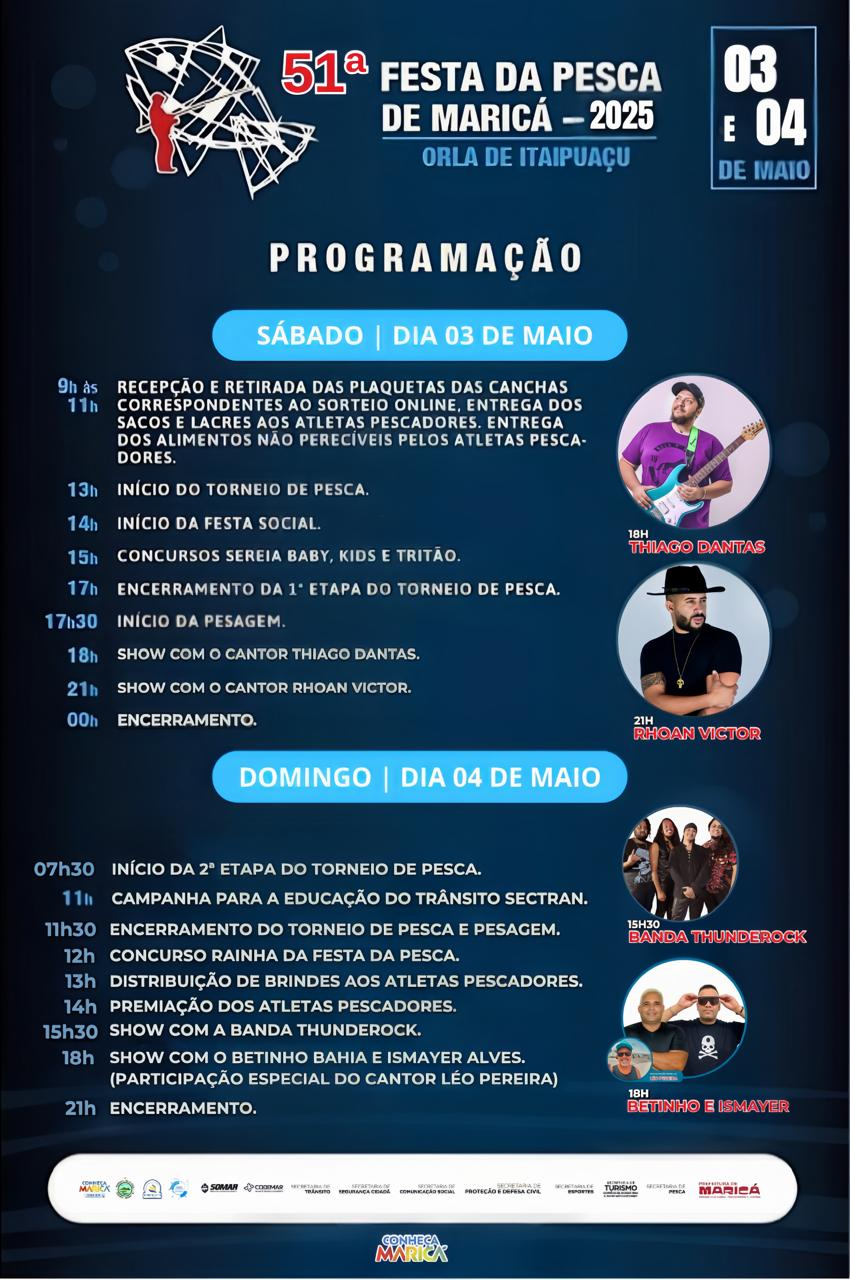 51ª FESTA DA PESCA
DE MARICÁ – 2025
ORLA DE ITAIPUAÇU
03
E 04
DE MAIO
PROGRAMAÇÃO
SÁBADO | DIA 03 DE MAIO
9h às 11h RECEPÇÃO E RETIRADA DAS PLAQUETAS DAS CANCHAS
CORRESPONDENTES AO SORTEIO ONLINE, ENTREGA DOS
SACOS E LACRES AOS ATLETAS PESCADORES. ENTREGA
DOS ALIMENTOS NÃO PERECÍVEIS PELOS ATLETAS PESCA-
DORES.
13h INÍCIO DO TORNEIO DE PESCA.
14h INÍCIO DA FESTA SOCIAL.
15h CONCURSOS SEREIA BABY, KIDS E TRITÃO.
17h ENCERRAMENTO DA 1ª ETAPA DO TORNEIO DE PESCA.
17h30 INÍCIO DA PESAGEM.
18h SHOW COM O CANTOR THIAGO DANTAS.
21h SHOW COM O CANTOR RHOAN VICTOR.
00h ENCERRAMENTO.
18H
THIAGO DANTAS
21H
RHOAN VICTOR
DOMINGO | DIA 04 DE MAIO
07h30 INÍCIO DA 2ª ETAPA DO TORNEIO DE PESCA.
11h CAMPANHA PARA A EDUCAÇÃO DO TRÂNSITO SECTRAN.
11h30 ENCERRAMENTO DO TORNEIO DE PESCA E PESAGEM.
12h CONCURSO RAINHA DA FESTA DA PESCA.
13h DISTRIBUIÇÃO DE BRINDES AOS ATLETAS PESCADORES.
14h PREMIAÇÃO DOS ATLETAS PESCADORES.
15h30 SHOW COM A BANDA THUNDEROCK.
18h SHOW COM O BETINHO BAHIA E ISMAYER ALVES.
(PARTICIPAÇÃO ESPECIAL DO CANTOR LÉO PEREIRA)
21h ENCERRAMENTO.
15H30
BANDA THUNDEROCK
LÉO PEREIRA
18H
BETINHO E ISMAYER
CONHEÇA
MARICÁ
SOMAR
CODEMAR
SECRETARIA DE
TRÂNSITO
SECRETARIA DE
SEGURANÇA CIDADÃ
SECRETARIA DE
COMUNICAÇÃO SOCIAL
SECRETARIA DE
PROTEÇÃO E DEFESA CIVIL
SECRETARIA DE
ESPORTES
SECRETARIA DE
TURISMO
SECRETARIA DE
PESCA
PREFEITURA DE
MARICÁ
CONHEÇA
MARICÁ